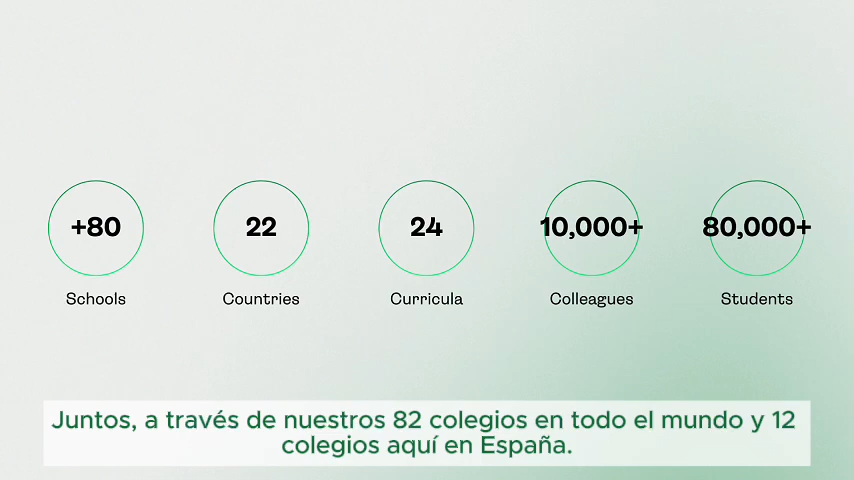 +80
22
24
10,000+
80,000+
Schools
Countries
Curricula
Colleagues
Students
Juntos, a través de nuestros 82 colegios en todo el mundo y 12
colegios aquí en España.